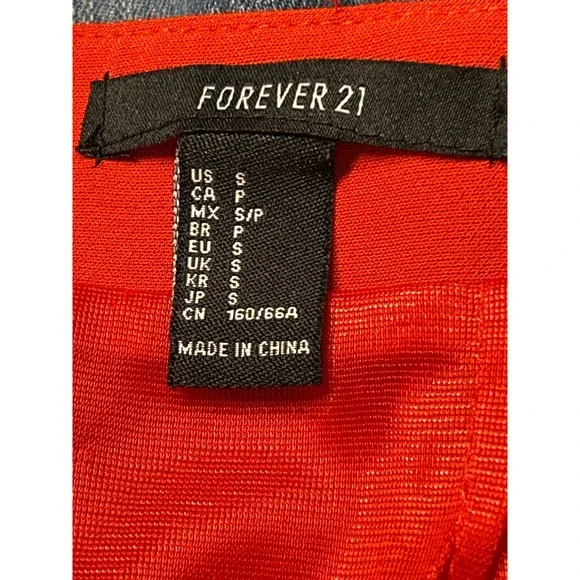 FOREVER 21
US S
CA P
MX S/P
BR P
EU S
UK S
KR S
JP S
CN 160/66A
MADE IN CHINA